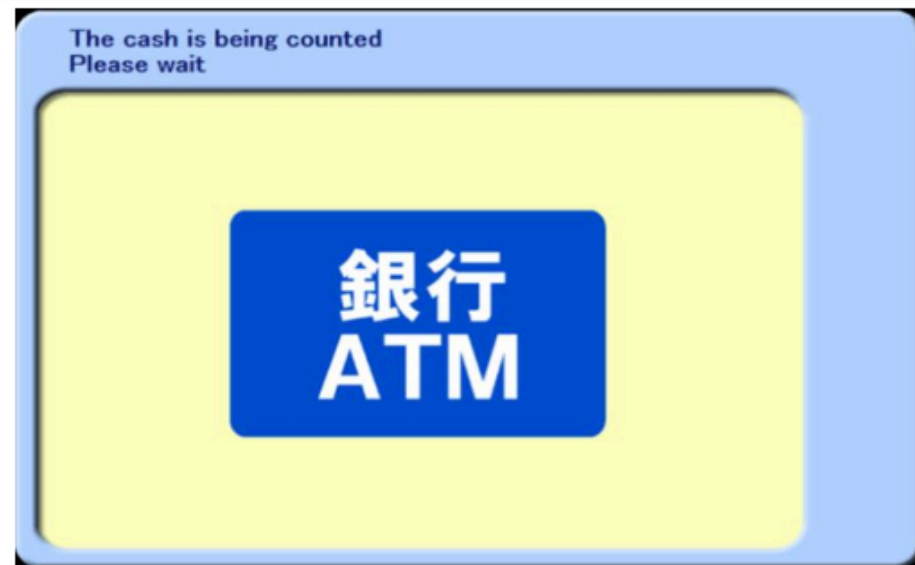 The cash is being counted
Please wait
銀行
ATM